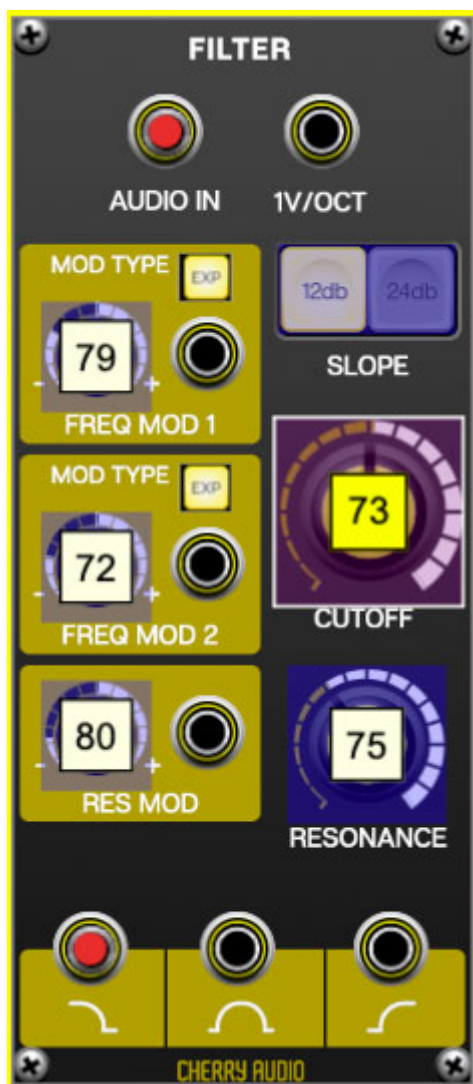 FILTER
AUDIO IN 1V/OCT
MOD TYPE EXP
12db 24db
79
- +
SLOPE
FREQ MOD 1
MOD TYPE EXP
73
72
- +
CUTOFF
FREQ MOD 2
80
- +
75
RES MOD
RESONANCE
CHERRY AUDIO